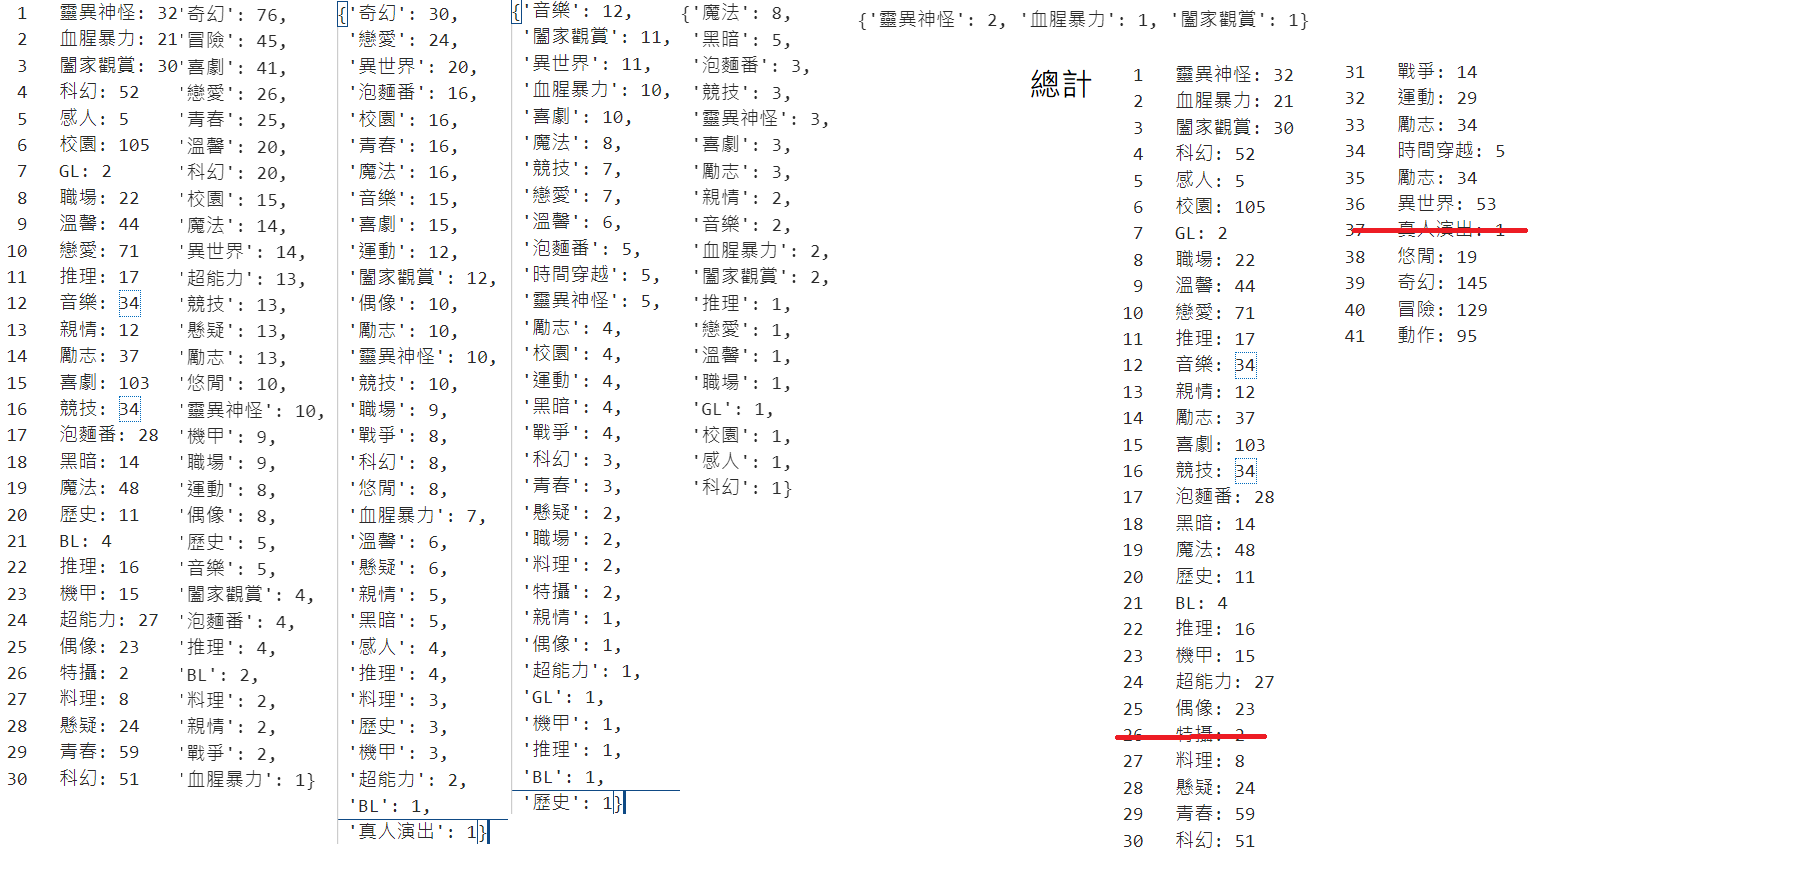 1 靈異神怪: 32
2 血腥暴力: 21
3 闔家觀賞: 30
4 科幻: 52
5 感人: 5
6 校園: 105
7 GL: 2
8 職場: 22
9 溫馨: 44
10 戀愛: 71
11 推理: 17
12 音樂: 34
13 親情: 12
14 勵志: 37
15 喜劇: 103
16 競技: 34
17 泡麵番: 28
18 黑暗: 14
19 魔法: 48
20 歷史: 11
21 BL: 4
22 推理: 16
23 機甲: 15
24 超能力: 27
25 偶像: 23
26 特攝: 2
27 料理: 8
28 懸疑: 24
29 青春: 59
30 科幻: 51
'奇幻': 76,
'冒險': 45,
'喜劇': 41,
'戀愛': 26,
'青春': 25,
'溫馨': 20,
'科幻': 20,
'校園': 15,
'魔法': 14,
'異世界': 14,
'超能力': 13,
'競技': 13,
'懸疑': 13,
'勵志': 13,
'悠閒': 10,
'靈異神怪': 10,
'機甲': 9,
'職場': 9,
'運動': 8,
'偶像': 8,
'歷史': 5,
'音樂': 5,
'闔家觀賞': 4,
'泡麵番': 4,
'推理': 4,
'BL': 2,
'料理': 2,
'親情': 2,
'戰爭': 2,
'血腥暴力': 1}
{'奇幻': 30,
'戀愛': 24,
'異世界': 20,
'泡麵番': 16,
'校園': 16,
'青春': 16,
'魔法': 16,
'音樂': 15,
'喜劇': 15,
'運動': 12,
'闔家觀賞': 12,
'偶像': 10,
'勵志': 10,
'靈異神怪': 10,
'競技': 10,
'職場': 9,
'戰爭': 8,
'科幻': 8,
'悠閒': 8,
'血腥暴力': 7,
'溫馨': 6,
'懸疑': 6,
'親情': 5,
'黑暗': 5,
'感人': 4,
'推理': 4,
'料理': 3,
'歷史': 3,
'機甲': 3,
'超能力': 2,
'BL': 1,
'真人演出': 1}
{'音樂': 12,
'闔家觀賞': 11,
'異世界': 11,
'血腥暴力': 10,
'喜劇': 10,
'魔法': 8,
'競技': 7,
'戀愛': 7,
'溫馨': 6,
'泡麵番': 5,
'時間穿越': 5,
'靈異神怪': 5,
'勵志': 4,
'校園': 4,
'運動': 4,
'黑暗': 4,
'戰爭': 4,
'科幻': 3,
'青春': 3,
'懸疑': 2,
'職場': 2,
'料理': 2,
'特攝': 2,
'親情': 1,
'偶像': 1,
'超能力': 1,
'GL': 1,
'機甲': 1,
'推理': 1,
'BL': 1,
'歷史': 1}
{'魔法': 8,
'黑暗': 5,
'泡麵番': 3,
'競技': 3,
'靈異神怪': 3,
'喜劇': 3,
'勵志': 3,
'親情': 2,
'音樂': 2,
'血腥暴力': 2,
'闔家觀賞': 2,
'推理': 1,
'戀愛': 1,
'溫馨': 1,
'職場': 1,
'GL': 1,
'校園': 1,
'感人': 1,
'科幻': 1}
{'靈異神怪': 2, '血腥暴力': 1, '闔家觀賞': 1}
總計
1 靈異神怪: 32
2 血腥暴力: 21
3 闔家觀賞: 30
4 科幻: 52
5 感人: 5
6 校園: 105
7 GL: 2
8 職場: 22
9 溫馨: 44
10 戀愛: 71
11 推理: 17
12 音樂: 34
13 親情: 12
14 勵志: 37
15 喜劇: 103
16 競技: 34
17 泡麵番: 28
18 黑暗: 14
19 魔法: 48
20 歷史: 11
21 BL: 4
22 推理: 16
23 機甲: 15
24 超能力: 27
25 偶像: 23
26 特攝: 2
27 料理: 8
28 懸疑: 24
29 青春: 59
30 科幻: 51
31 戰爭: 14
32 運動: 29
33 勵志: 34
34 時間穿越: 5
35 勵志: 34
36 異世界: 53
37 真人演出: 1
38 悠閒: 19
39 奇幻: 145
40 冒險: 129
41 動作: 95